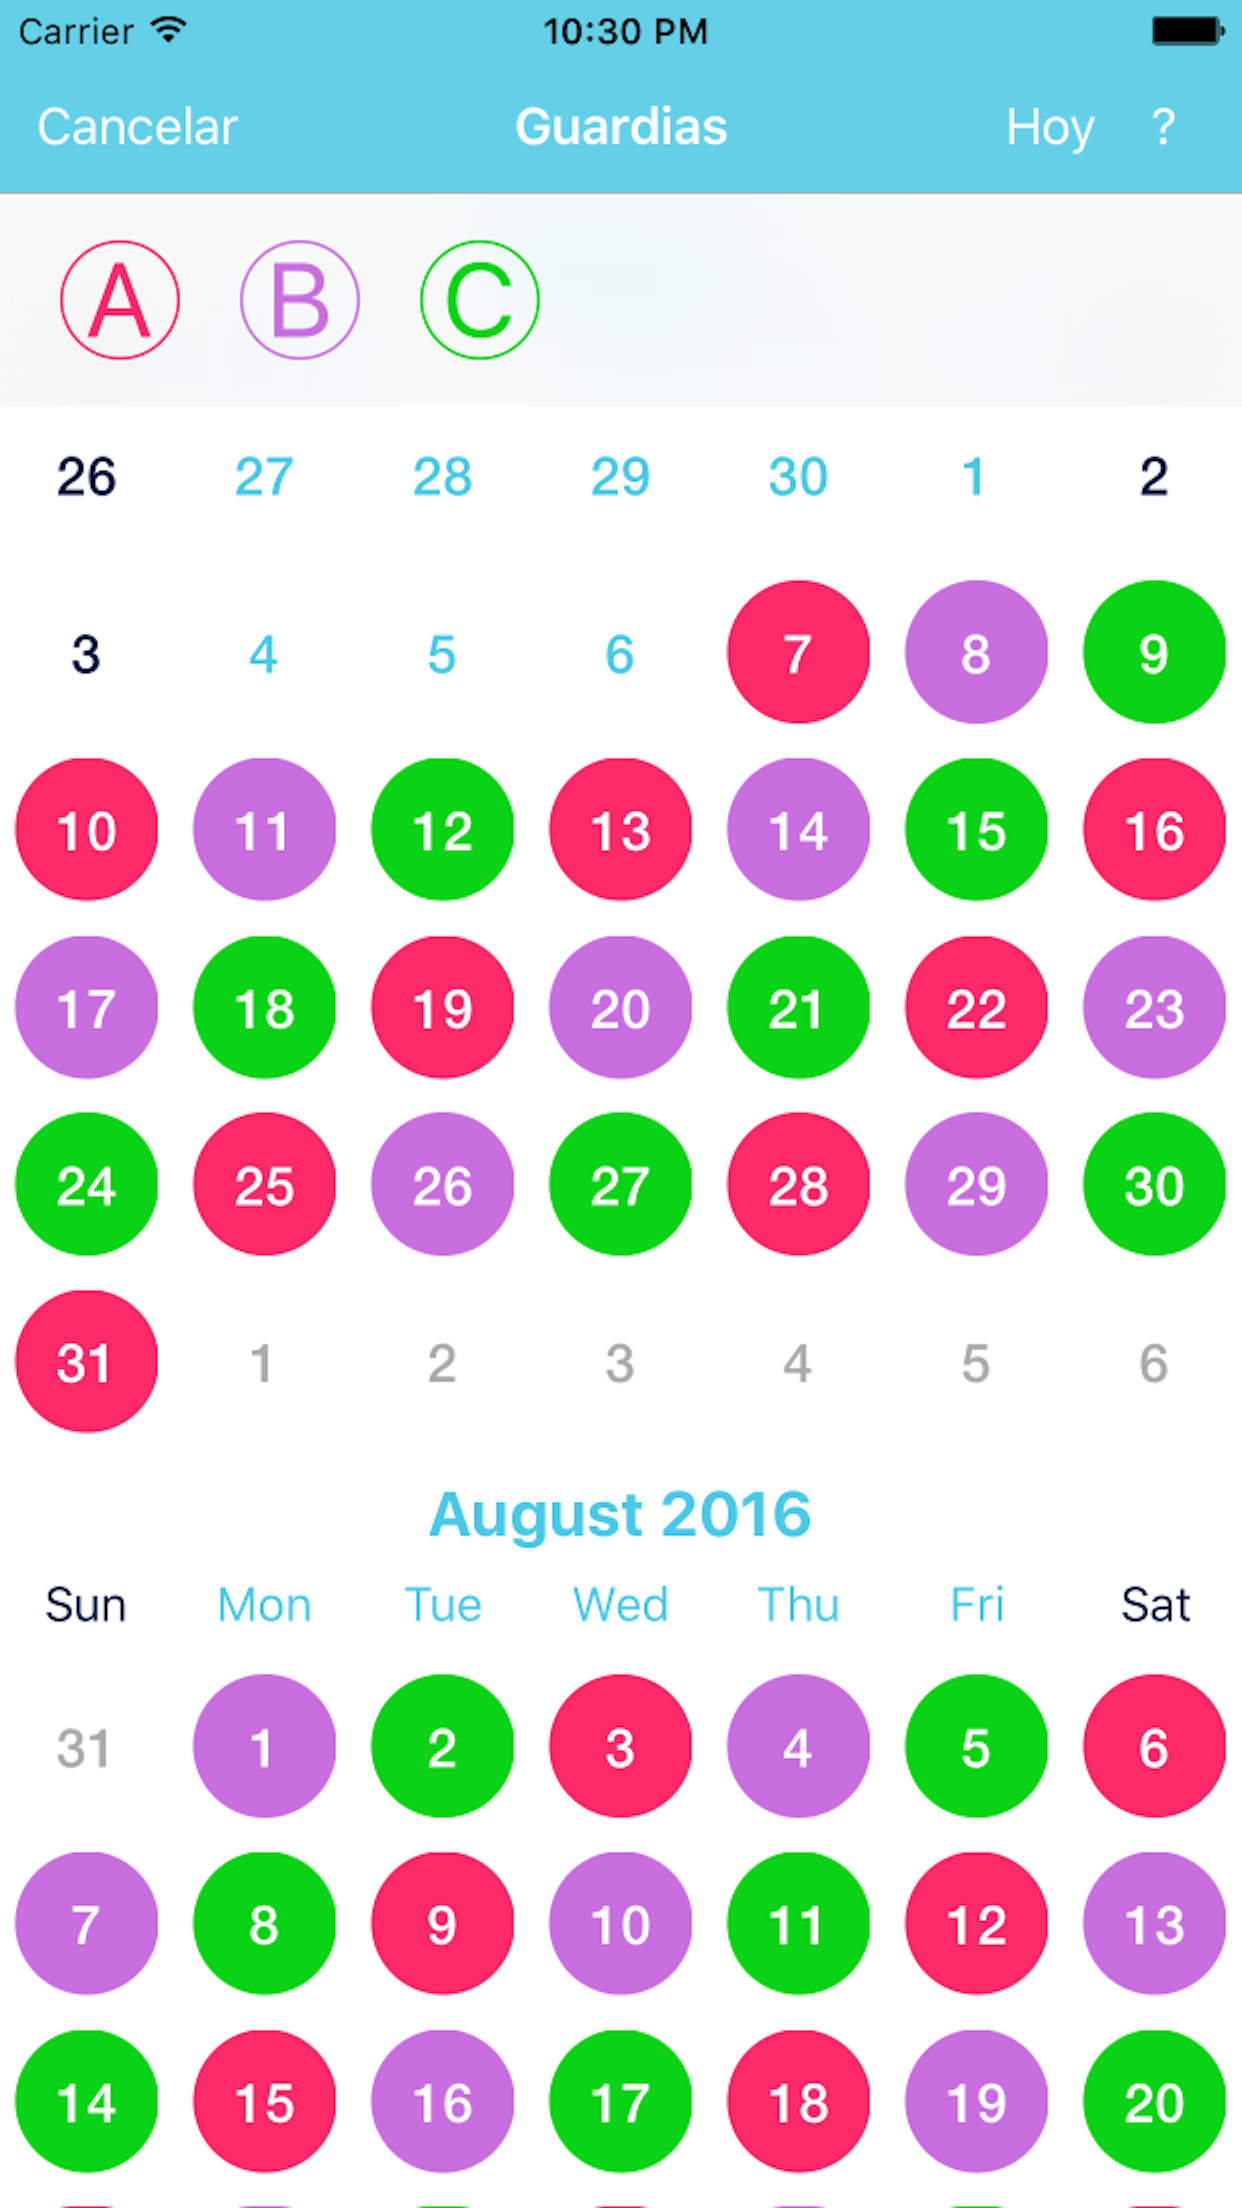 Carrier 10:30 PM
Cancelar Guardias Hoy ?
A B C
26 27 28 29 30 1 2
3 4 5 6 7 8 9
10 11 12 13 14 15 16
17 18 19 20 21 22 23
24 25 26 27 28 29 30
31 1 2 3 4 5 6
August 2016
Sun Mon Tue Wed Thu Fri Sat
31 1 2 3 4 5 6
7 8 9 10 11 12 13
14 15 16 17 18 19 20